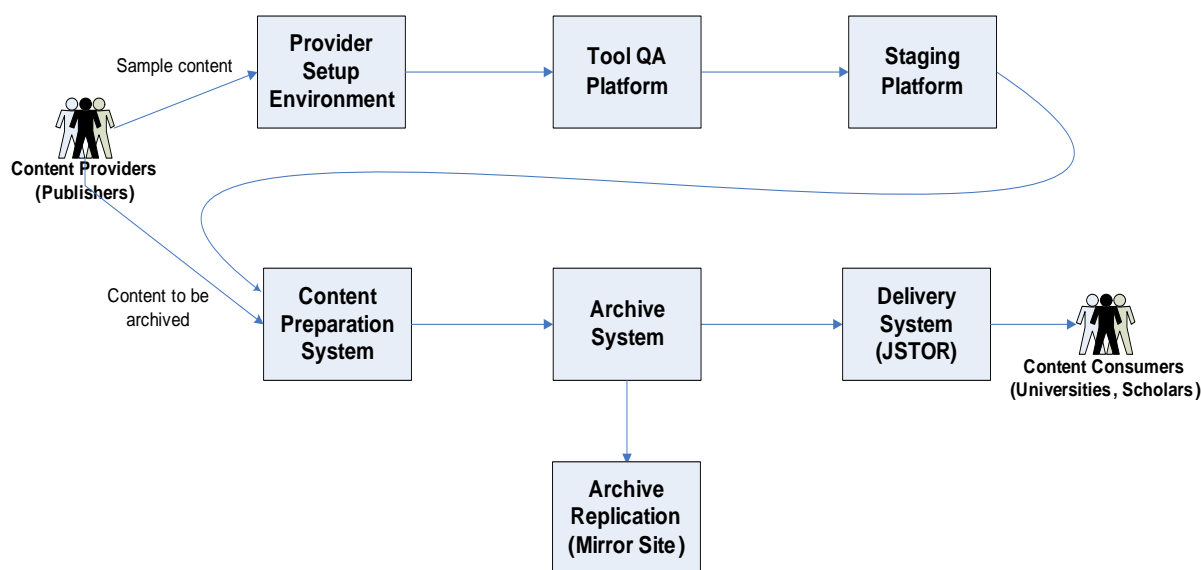 Provider
Setup
Environment
Tool QA
Platform
Staging
Platform
Sample content
Content Providers
(Publishers)
Content to be
archived
Content
Preparation
System
Archive
System
Delivery
System
(JSTOR)
Content Consumers
(Universities, Scholars)
Archive
Replication
(Mirror Site)